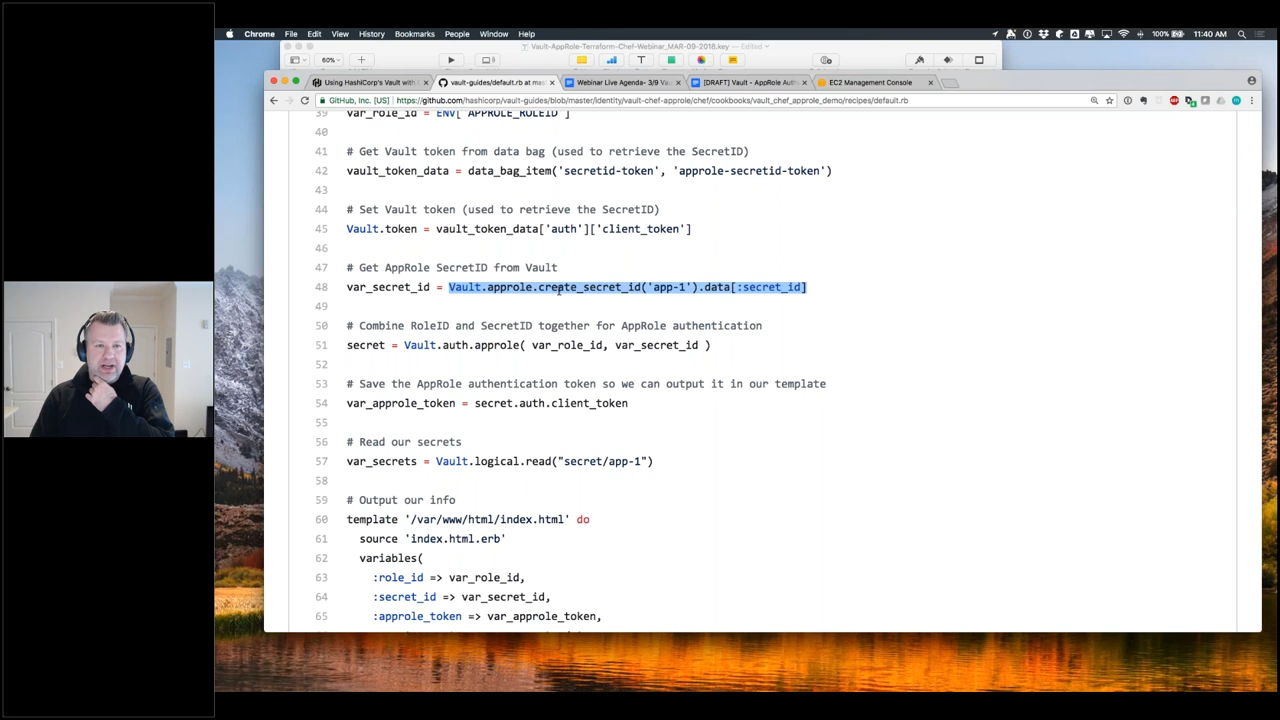 Chrome File Edit View History Bookmarks People Window Help
100% Fri 11:40 AM
Vault-AppRole-Terraform-Chef-Webinar_MAR-09-2018.key — Edited
60%
Using HashiCorp's Vault with
vault-guides/default.rb at mas
Webinar Live Agenda- 3/9 Va
[DRAFT] Vault - AppRole Auth
EC2 Management Console
GitHub, Inc. [US] | https://github.com/hashicorp/vault-guides/blob/master/identity/vault-chef-approle/chef/cookbooks/vault_chef_approle_demo/recipes/default.rb
39 var_role_id = ENV['APPROLE_ROLEID']
40
41 # Get Vault token from data bag (used to retrieve the SecretID)
42 vault_token_data = data_bag_item('secretid-token', 'approle-secretid-token')
43
44 # Set Vault token (used to retrieve the SecretID)
45 Vault.token = vault_token_data['auth']['client_token']
46
47 # Get AppRole SecretID from Vault
48 var_secret_id = Vault.approle.create_secret_id('app-1').data[:secret_id]
49
50 # Combine RoleID and SecretID together for AppRole authentication
51 secret = Vault.auth.approle( var_role_id, var_secret_id )
52
53 # Save the AppRole authentication token so we can output it in our template
54 var_approle_token = secret.auth.client_token
55
56 # Read our secrets
57 var_secrets = Vault.logical.read("secret/app-1")
58
59 # Output our info
60 template '/var/www/html/index.html' do
61 source 'index.html.erb'
62 variables(
63 :role_id => var_role_id,
64 :secret_id => var_secret_id,
65 :approle_token => var_approle_token,